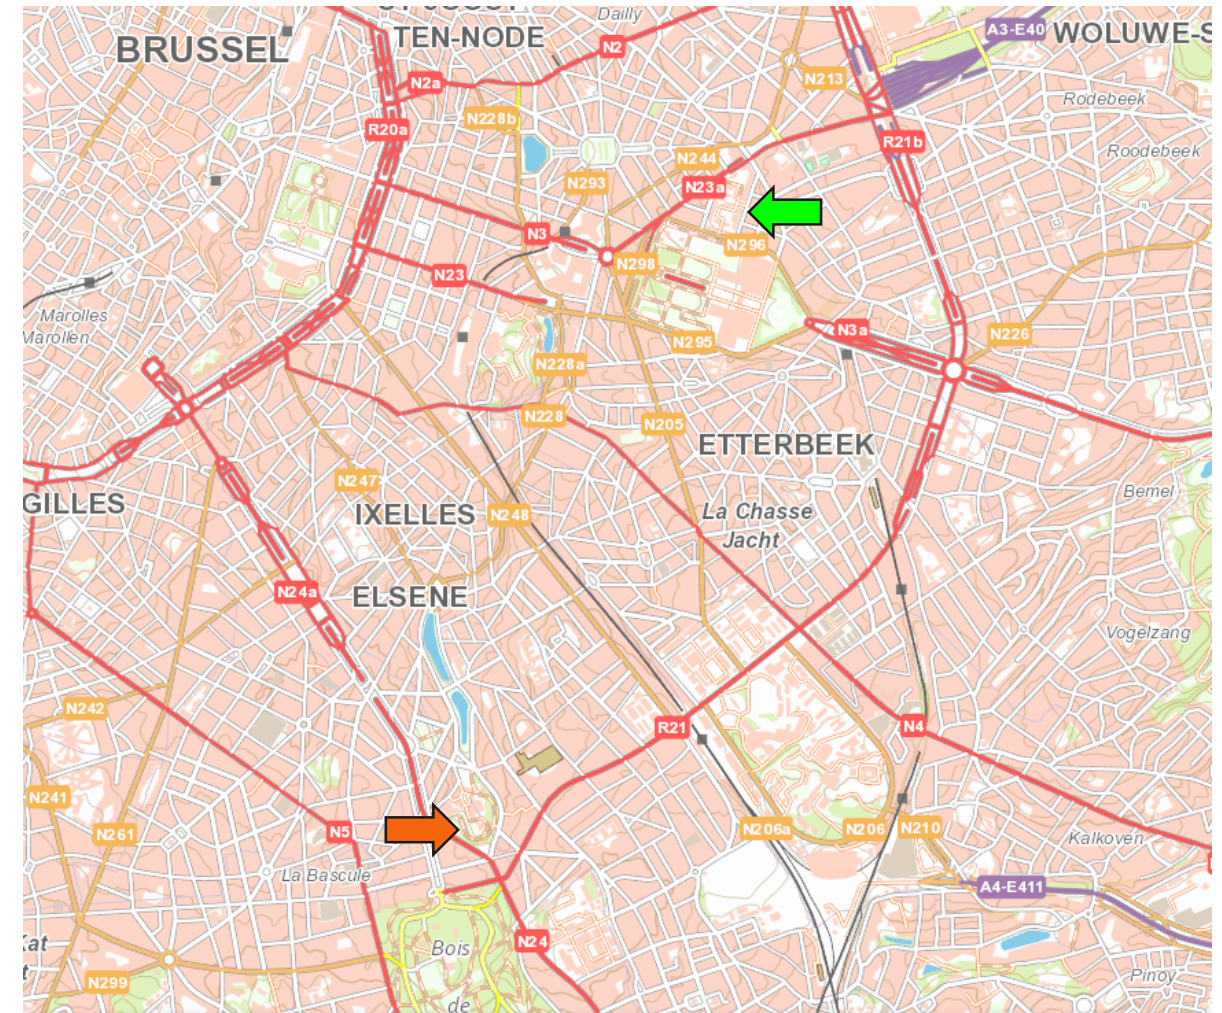 Dailly
BRUSSEL
TEN-NODE
N2
A3-E40
WOLUWE-S
N2a
N213
Rodebeek
N228b
R20a
R21b
Roodebeek
N244
N293
N23a
N3
N296
N298
N23
Marolles
Marollen
N3a
N226
N295
N228a
N228
N205
ETTERBEEK
N247
GILLES
IXELLES
N248
La Chasse
Jacht
Bemel
N24a
ELSENE
Vogelzang
N242
R21
N4
N241
N261
N5
N206a
N206
N210
Kalkoven
La Bascule
A4-E411
Bois
N24
N299
de
Pinoy